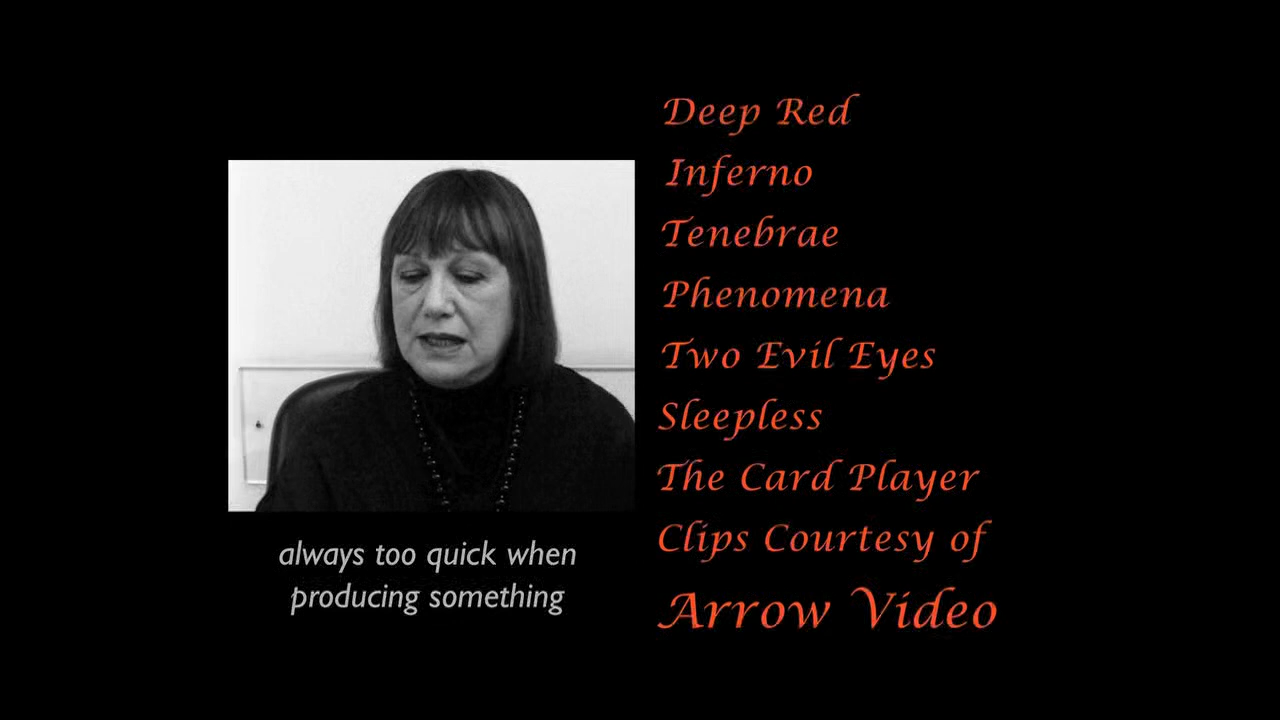 Deep Red
Inferno
Tenebrae
Phenomena
Two Evil Eyes
Sleepless
The Card Player
Clips Courtesy of
Arrow Video
always too quick when
producing something